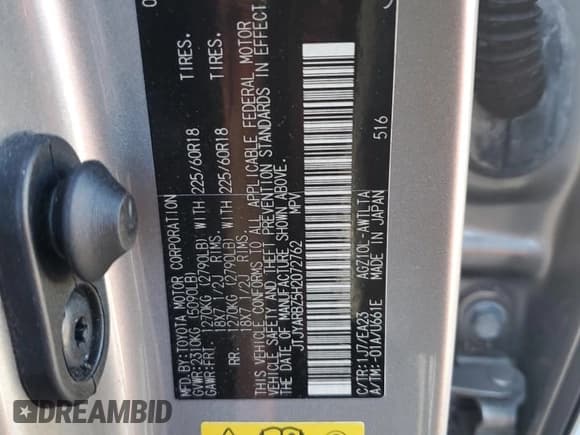 MFD.BY:TOYOTA MOTOR CORPORATION
GVWR:2310KG (5090LB)
GAWR:FRT. 1270KG (2790LB) WITH 225/60R18 TIRES.
18X7 1/2J RIMS.
RR. 1270KG (2790LB) WITH 225/60R18 TIRES.
18X7 1/2J RIMS.
THIS VEHICLE CONFORMS TO ALL APPLICABLE FEDERAL MOTOR
VEHICLE SAFETY AND THEFT PREVENTION STANDARDS IN EFFECT
ON THE DATE OF MANUFACTURE SHOWN ABOVE.
JTJYARBZ5H2072762 MPV
C/TR:1J7/EA23 AGZ10L-AWTLTA
A/TM:-01A/U661E MADE IN JAPAN
516
DREAMBID